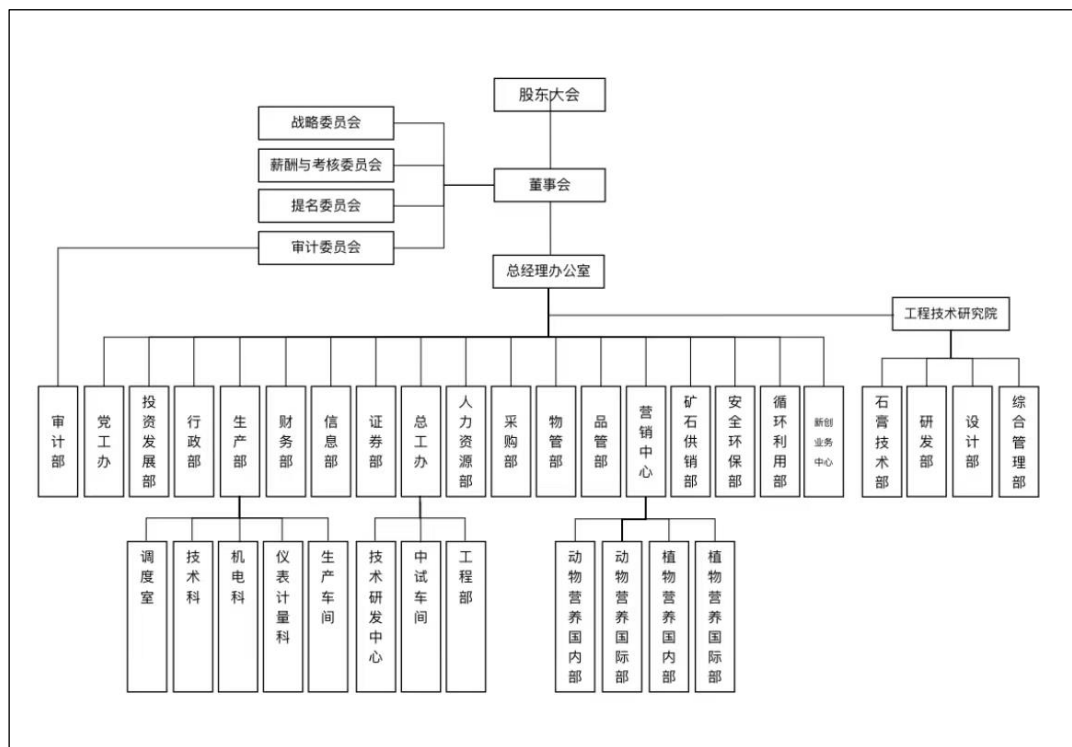 股东大会
战略委员会
薪酬与考核委员会
董事会
提名委员会
审计委员会
总经理办公室
工程技术研究院
审计部
党工办
投资发展部
行政部
生产部
财务部
信息部
证券部
总工办
人力资源部
采购部
物管部
品管部
营销中心
矿石供销部
安全环保部
循环利用部
新创
业务
中心
石膏技术部
研发部
设计部
综合管理部
调度室
技术科
机电科
仪表计量科
生产车间
技术研发中心
中试车间
工程部
动物营养国内部
动物营养国际部
植物营养国内部
植物营养国际部